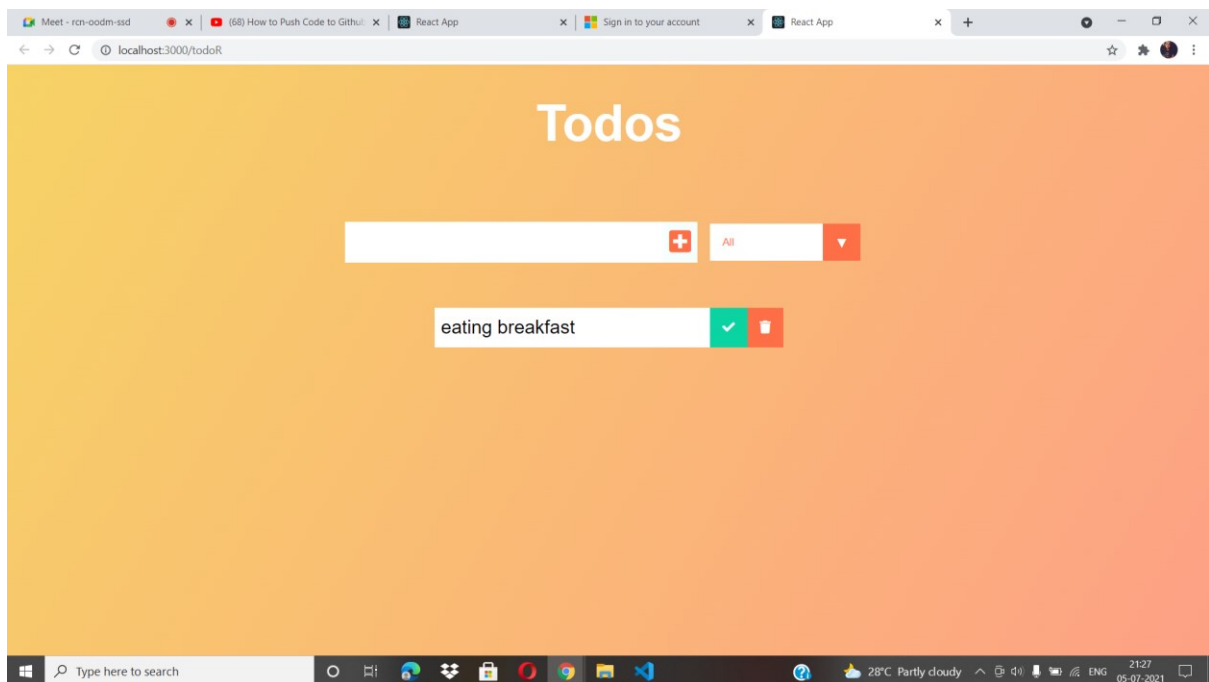 Meet - rcn-oodm-ssd
(68) How to Push Code to Github
React App
Sign in to your account
React App
localhost:3000/todoR
Todos
All
eating breakfast
Type here to search
28°C Partly cloudy
ENG
21:27
05-07-2021